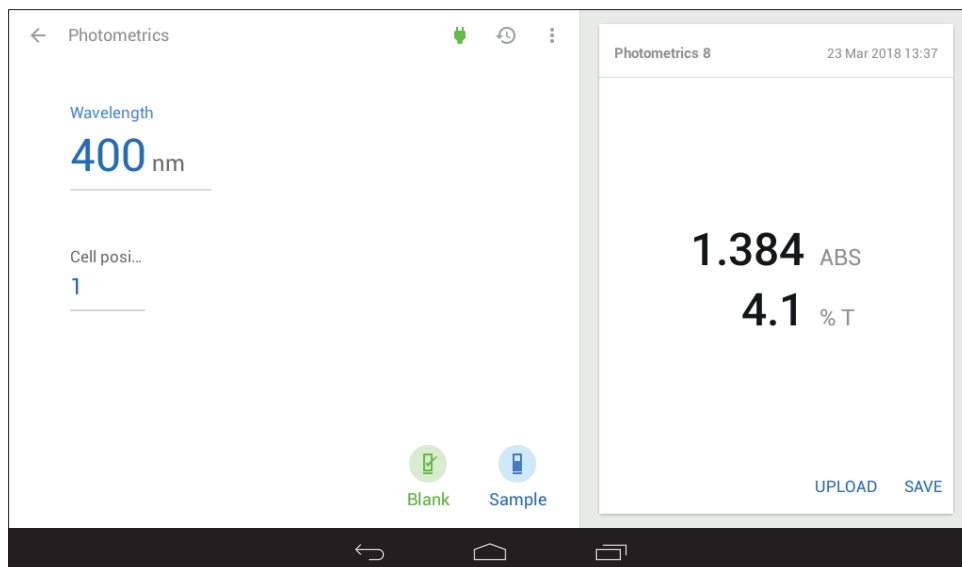 Photometrics
Wavelength
400 nm
Cell posi...
1
Blank
Sample
Photometrics 8
23 Mar 2018 13:37
1.384 ABS
4.1 % T
UPLOAD
SAVE